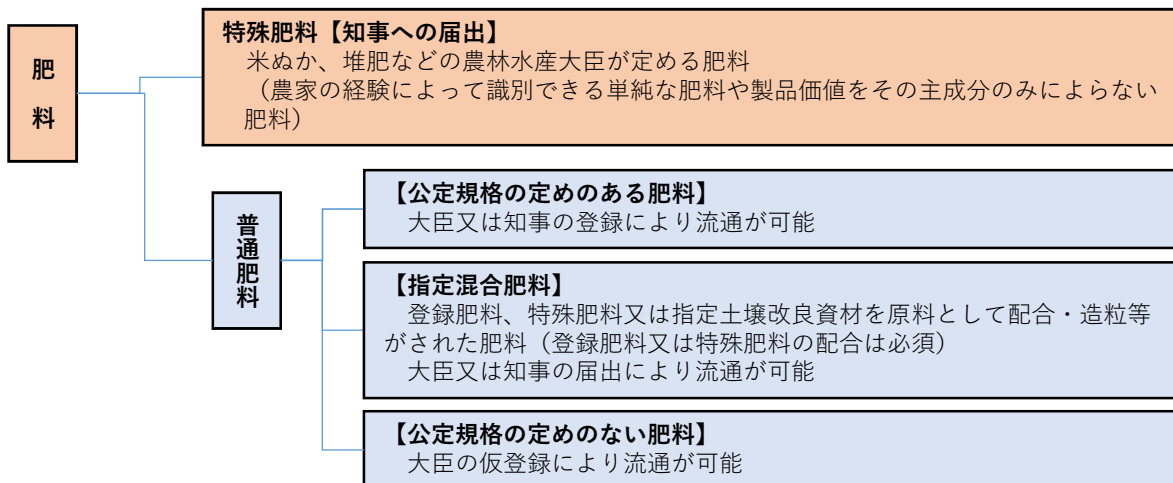 肥料
特殊肥料【知事への届出】
米ぬか、堆肥などの農林水産大臣が定める肥料
（農家の経験によって識別できる単純な肥料や製品価値をその主成分のみによらない
肥料）
普通肥料
【公定規格の定めのある肥料】
大臣又は知事の登録により流通が可能
【指定混合肥料】
登録肥料、特殊肥料又は指定土壌改良資材を原料として配合・造粒等
がされた肥料（登録肥料又は特殊肥料の配合は必須）
大臣又は知事の届出により流通が可能
【公定規格の定めのない肥料】
大臣の仮登録により流通が可能